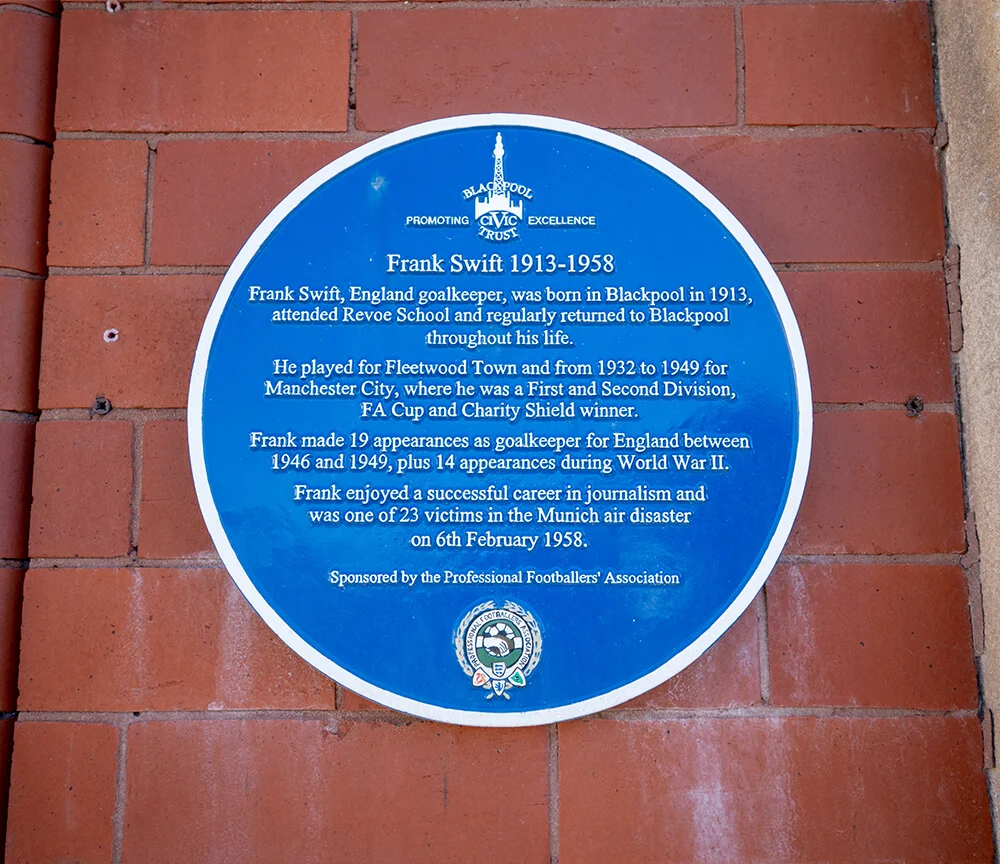 BLACKPOOL
PROMOTING CIVIC EXCELLENCE
TRUST
Frank Swift 1913-1958
Frank Swift, England goalkeeper, was born in Blackpool in 1913,
attended Revoe School and regularly returned to Blackpool
throughout his life.
He played for Fleetwood Town and from 1932 to 1949 for
Manchester City, where he was a First and Second Division,
FA Cup and Charity Shield winner.
Frank made 19 appearances as goalkeeper for England between
1946 and 1949, plus 14 appearances during World War II.
Frank enjoyed a successful career in journalism and
was one of 23 victims in the Munich air disaster
on 6th February 1958.
Sponsored by the Professional Footballers' Association
PROFESSIONAL FOOTBALLERS ASSOCIATION